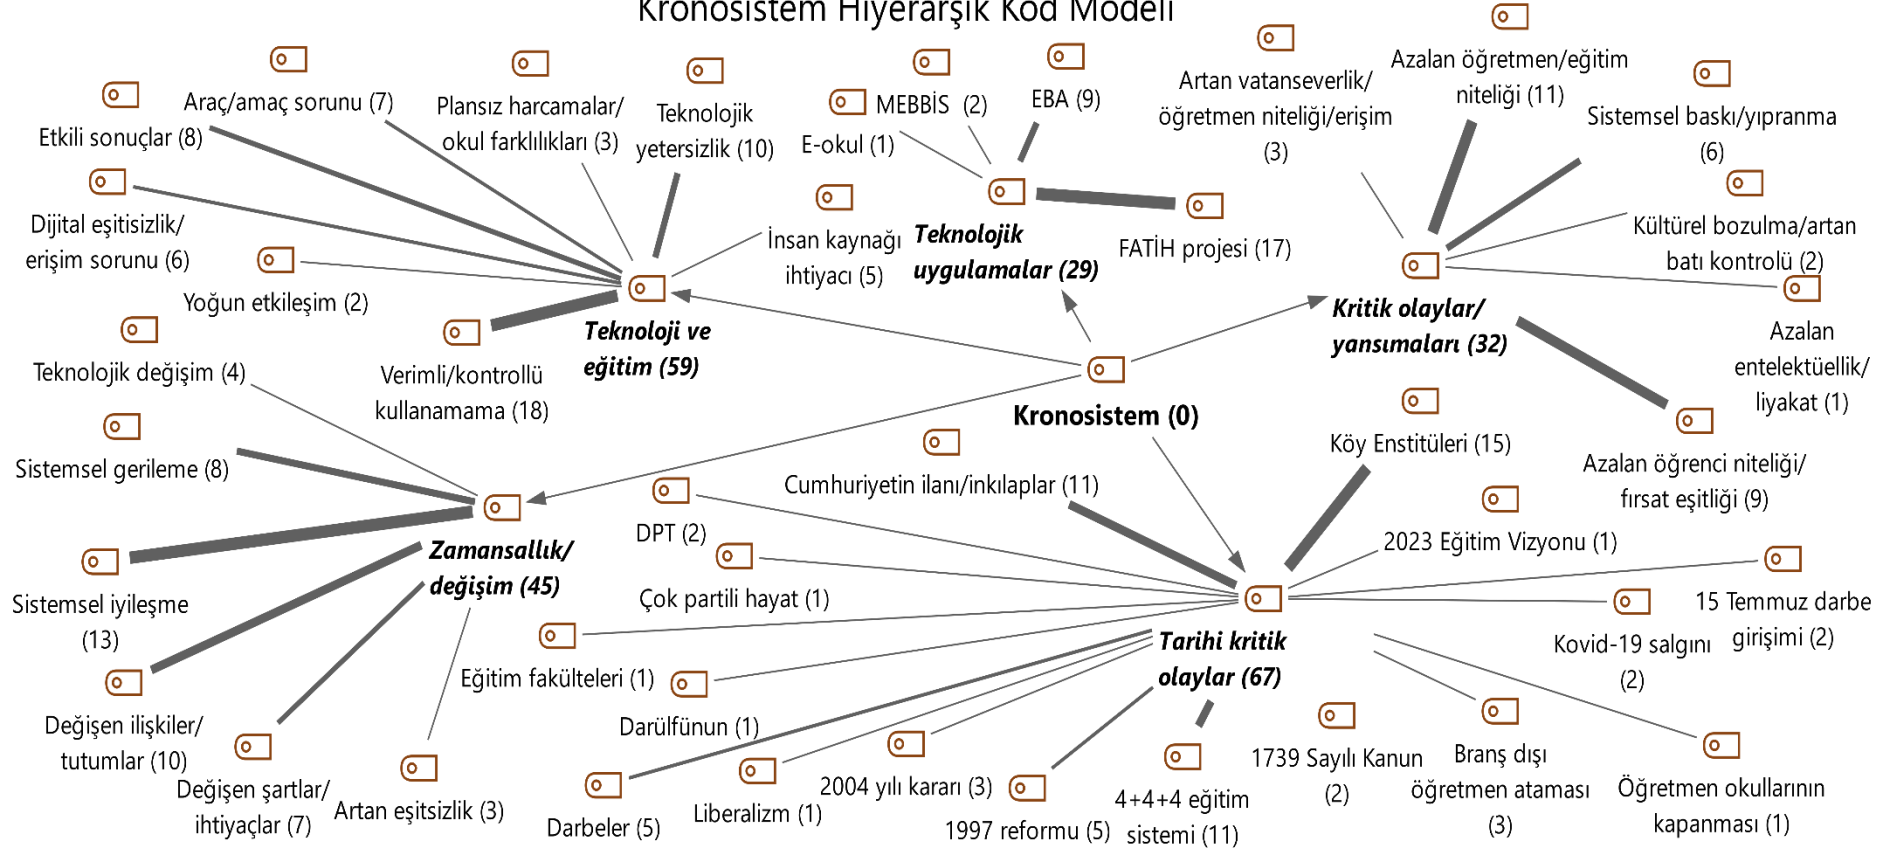 Kronosistem Hiyerarşik Kod Modeli
Etkili sonuçlar (8)
Araç/amaç sorunu (7)
Plansız harcamalar/
okul farklılıkları (3)
Teknolojik
yetersizlik (10)
Dijital eşitisizlik/
erişim sorunu (6)
Yoğun etkileşim (2)
Verimli/kontrollü
kullanamama (18)
İnsan kaynağı
ihtiyacı (5)
Teknoloji ve
eğitim (59)
E-okul (1)
MEBBİS (2)
EBA (9)
FATİH projesi (17)
Teknolojik
uygulamalar (29)
Artan vatanseverlik/
öğretmen niteliği/erişim
(3)
Azalan öğretmen/eğitim
niteliği (11)
Sistemsel baskı/yıpranma
(6)
Kültürel bozulma/artan
batı kontrolü (2)
Azalan
entelektüellik/
liyakat (1)
Azalan öğrenci niteliği/
fırsat eşitliği (9)
Kritik olaylar/
yansımaları (32)
Kronosistem (0)
Teknolojik değişim (4)
Sistemsel gerileme (8)
Sistemsel iyileşme
(13)
Değişen ilişkiler/
tutumlar (10)
Değişen şartlar/
ihtiyaçlar (7)
Artan eşitsizlik (3)
Zamansallık/
değişim (45)
Cumhuriyetin ilanı/inkılaplar (11)
Köy Enstitüleri (15)
DPT (2)
Çok partili hayat (1)
Eğitim fakülteleri (1)
Darülfünun (1)
Darbeler (5)
Liberalizm (1)
2004 yılı kararı (3)
1997 reformu (5)
4+4+4 eğitim
sistemi (11)
1739 Sayılı Kanun
(2)
Branş dışı
öğretmen ataması
(3)
Öğretmen okullarının
kapanması (1)
Kovid-19 salgını
(2)
15 Temmuz darbe
girişimi (2)
2023 Eğitim Vizyonu (1)
Tarihi kritik
olaylar (67)